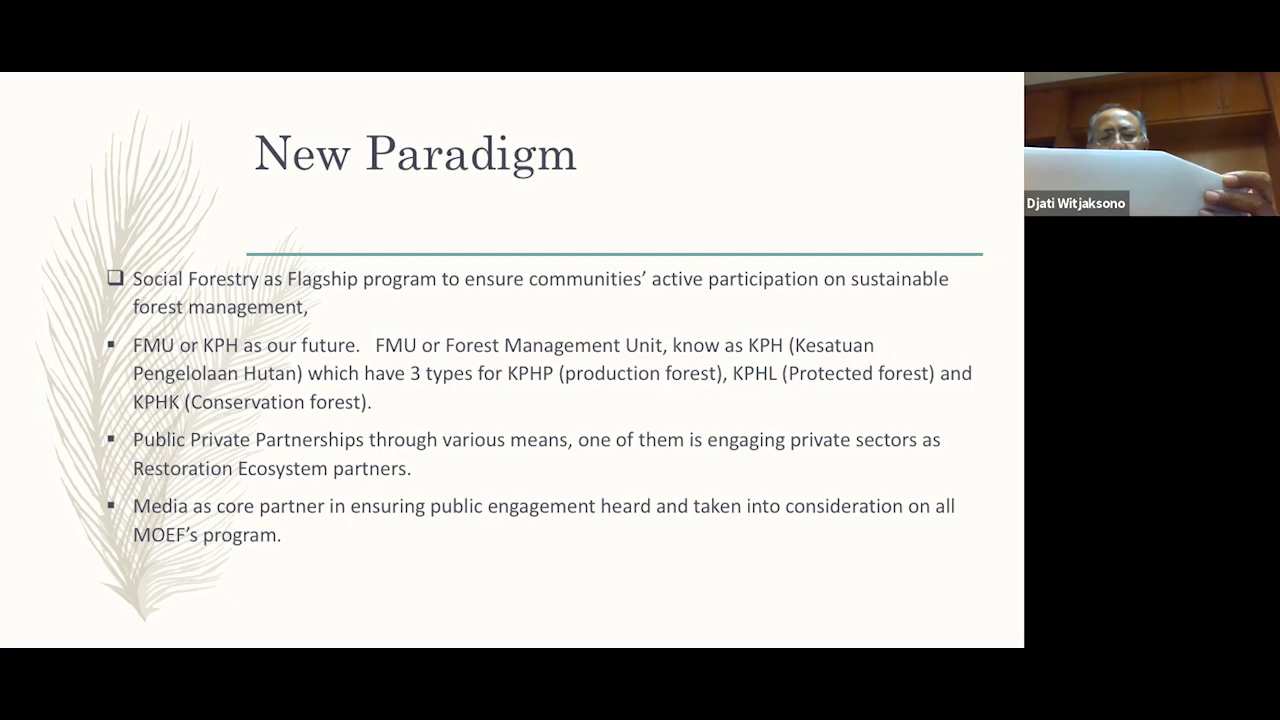 New Paradigm
Social Forestry as Flagship program to ensure communities’ active participation on sustainable
forest management,
FMU or KPH as our future.   FMU or Forest Management Unit, know as KPH (Kesatuan
Pengelolaan Hutan) which have 3 types for KPHP (production forest), KPHL (Protected forest) and
KPHK (Conservation forest).
Public Private Partnerships through various means, one of them is engaging private sectors as
Restoration Ecosystem partners.
Media as core partner in ensuring public engagement heard and taken into consideration on all
MOEF’s program.
Djati Witjaksono